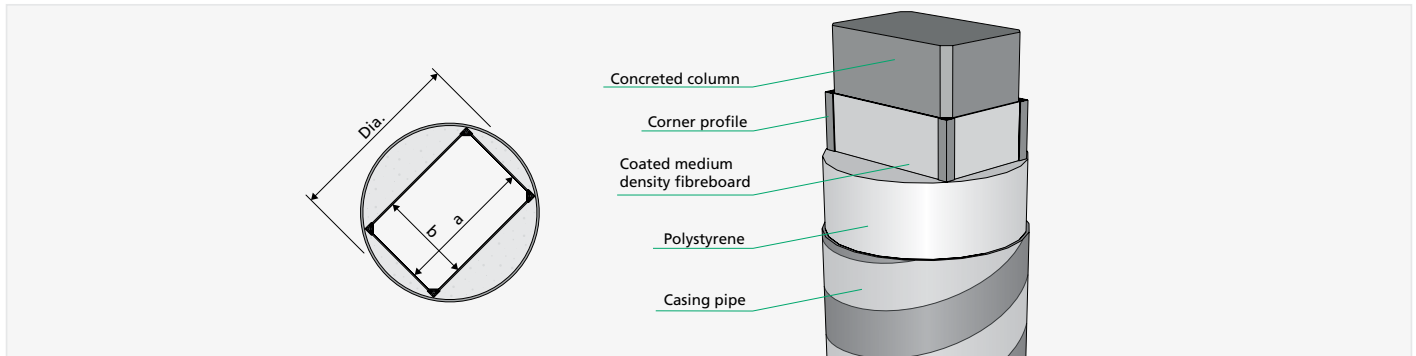 Dia.
b
a
Concreted column
Corner profile
Coated medium
density fibreboard
Polystyrene
Casing pipe